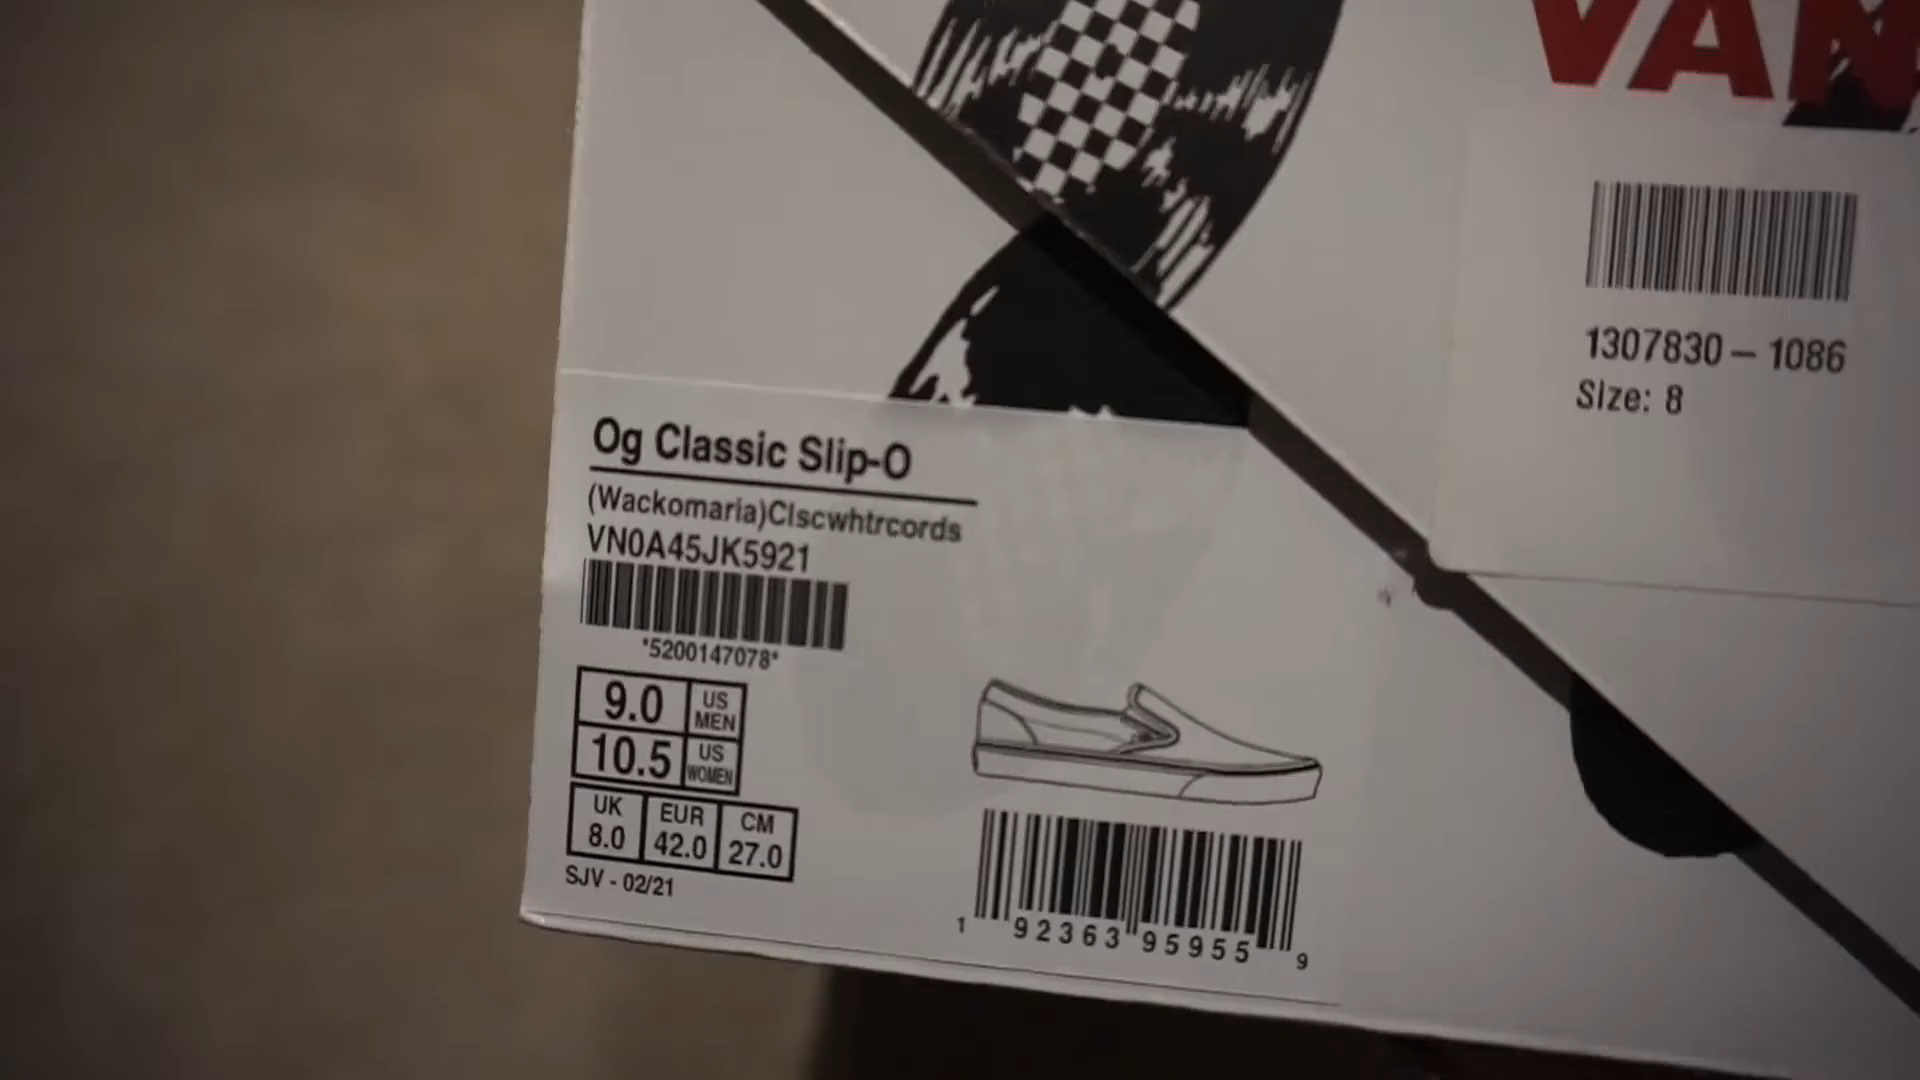 VAN
1307830 – 1086
Size: 8
Og Classic Slip-O
(Wackomaria)Clscwhtrcords
VN0A45JK5921
*5200147078*
9.0 US MEN
10.5 US WOMEN
UK EUR CM
8.0 42.0 27.0
SJV - 02/21
1 92363 95955 9